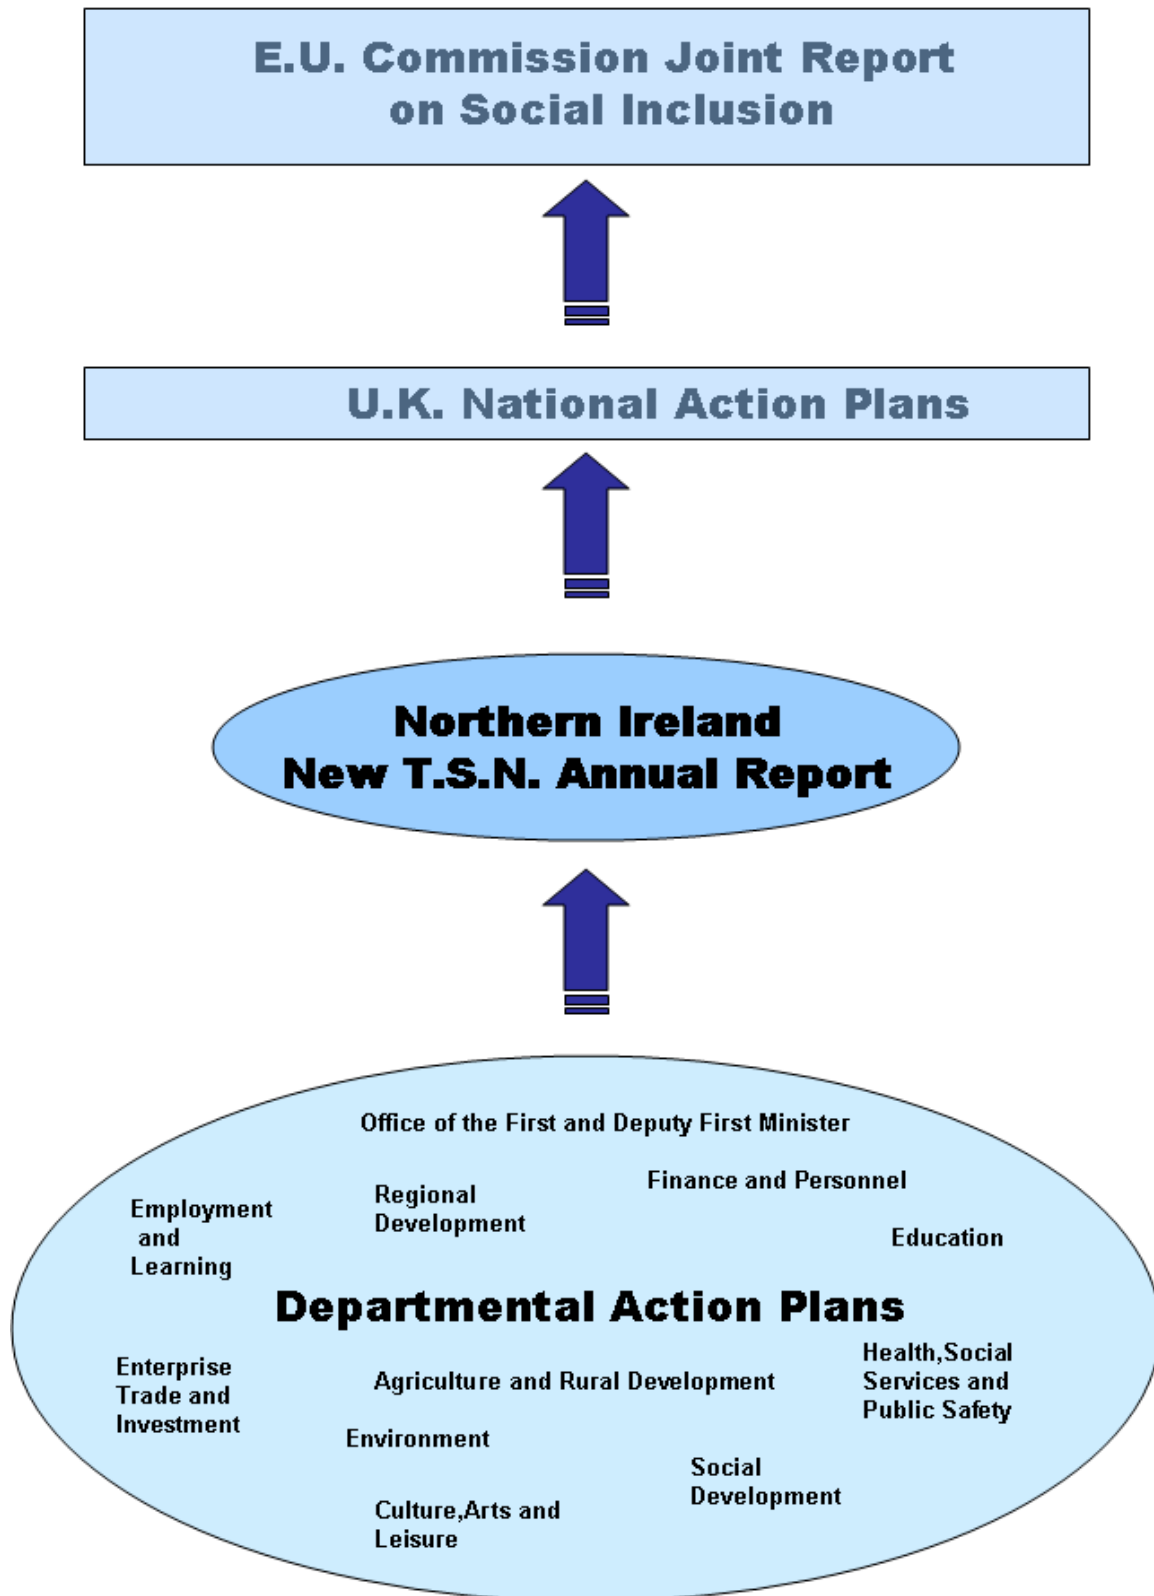 E.U. Commission Joint Report
on Social Inclusion
U.K. National Action Plans
Northern Ireland
New T.S.N. Annual Report
Office of the First and Deputy First Minister
Finance and Personnel
Regional
Development
Employment
and
Learning
Education
Departmental Action Plans
Enterprise
Trade and
Investment
Agriculture and Rural Development
Health,Social
Services and
Public Safety
Environment
Social
Development
Culture,Arts and
Leisure